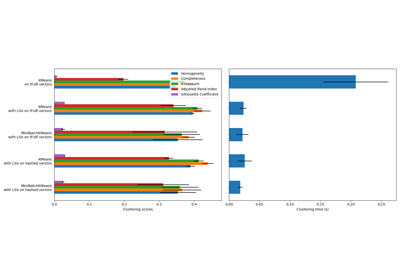 KMeans
on tf-idf vectors
KMeans
with LSA on tf-idf vectors
MiniBatchKMeans
with LSA on tf-idf vectors
KMeans
with LSA on hashed vectors
MiniBatchKMeans
with LSA on hashed vectors
Homogeneity
Completeness
V-measure
Adjusted Rand-Index
Silhouette Coefficient
0.0 0.1 0.2 0.3 0.4
Clustering scores
0.00 0.05 0.10 0.15 0.20 0.25
Clustering time (s)